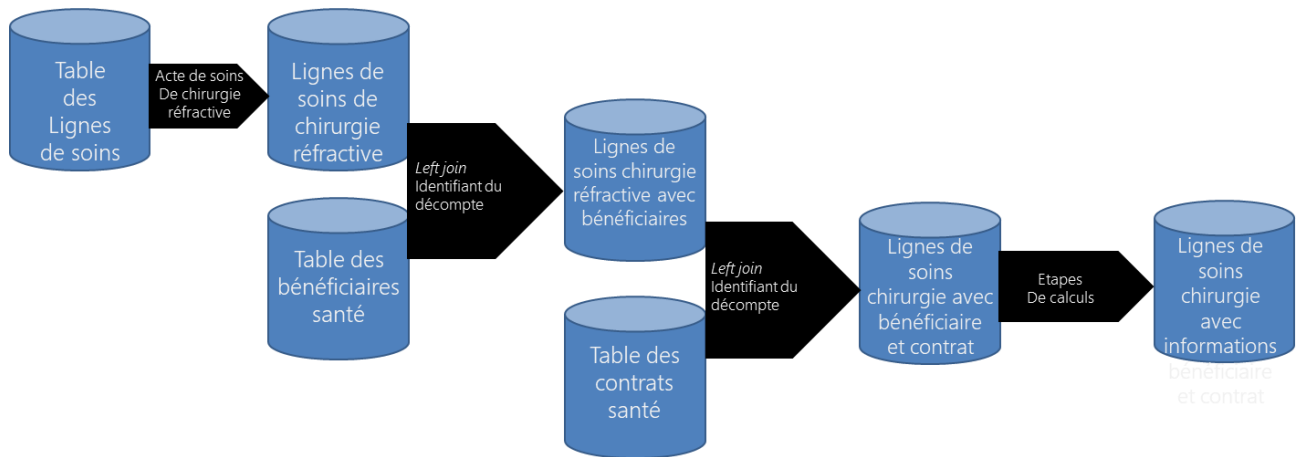 Table
des
Lignes
de soins
Acte de soins
De chirurgie
réfractive
Lignes de
soins de
chirurgie
réfractive
Table des
bénéficiaires
santé
Left join
Identifiant du
décompte
Lignes de
soins chirurgie
réfractive avec
bénéficiaires
Table des
contrats
santé
Left join
Identifiant du
décompte
Lignes de
soins
chirurgie avec
bénéficiaire
et contrat
Etapes
De calculs
Lignes de
soins
chirurgie
avec
informations
bénéficiaire
et contrat